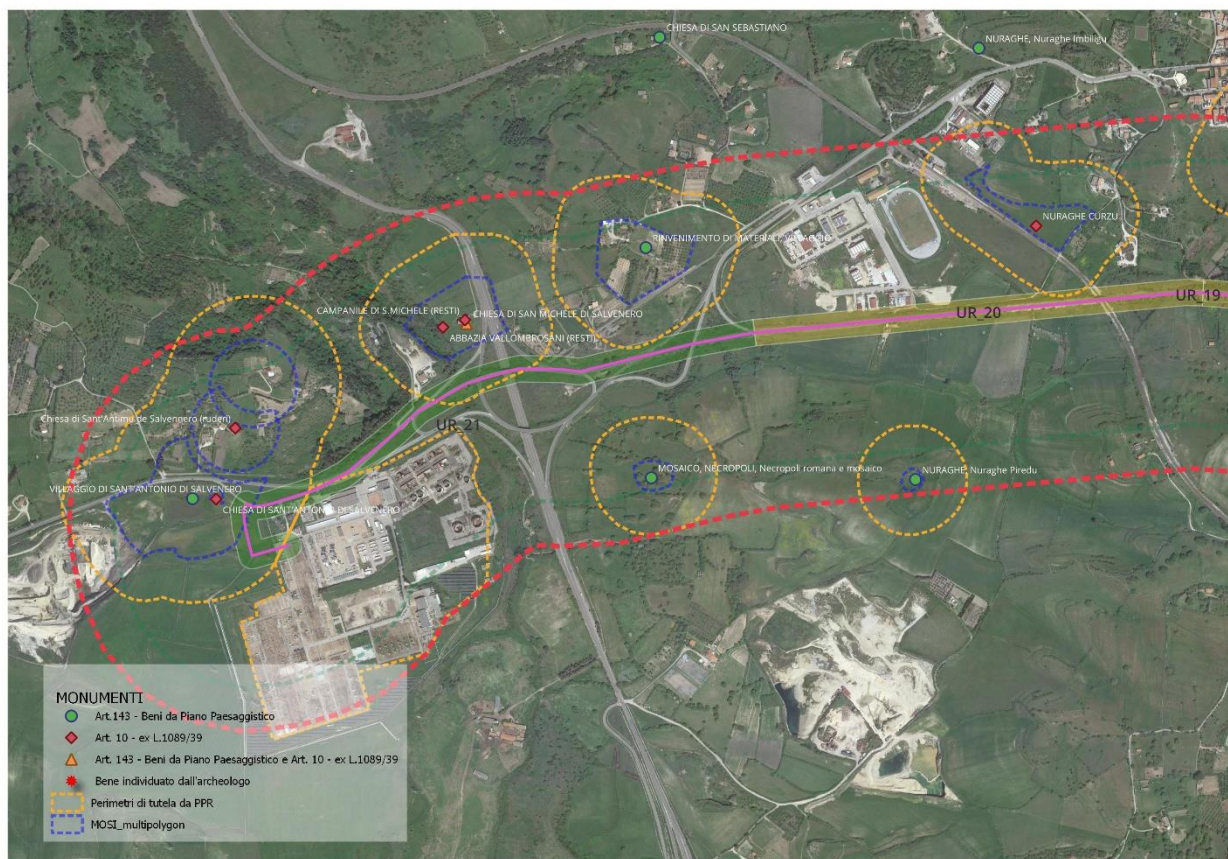 CHIESA DI SAN SEBASTIANO
NURAGHE, Nuraghe Imbiligu
NURAGHE CURZU
RINVENIMENTO DI MATERIALI, VILLAGGIO
CAMPANILE DI S.MICHELE (RESTI)
CHIESA DI SAN MICHELE DI SALVENERO
ABBAZIA VALLOMBROSANI (RESTI)
UR_19
UR_20
UR_21
Chiesa di Sant'Antimo de Salvennero (ruderi)
MOSAICO, NECROPOLI, Necropoli romana e mosaico
NURAGHE, Nuraghe Piredu
VILLAGGIO DI SANT'ANTONIO DI SALVENERO
CHIESA DI SANT'ANTONIO DI SALVENERO
MONUMENTI
Art.143 - Beni da Piano Paesaggistico
Art. 10 - ex L.1089/39
Art. 143 - Beni da Piano Paesaggistico e Art. 10 - ex L.1089/39
Bene individuato dall'archeologo
Perimetri di tutela da PPR
MOSI_multipolygon